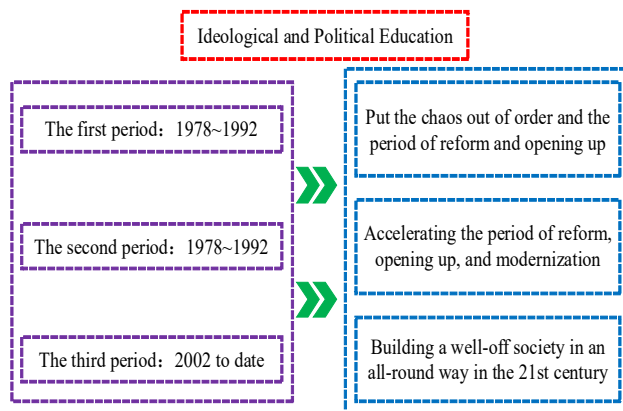 Ideological and Political Education
The first period：1978~1992
Put the chaos out of order and the
period of reform and opening up
The second period：1978~1992
Accelerating the period of reform,
opening up, and modernization
The third period：2002 to date
Building a well-off society in an
all-round way in the 21st century